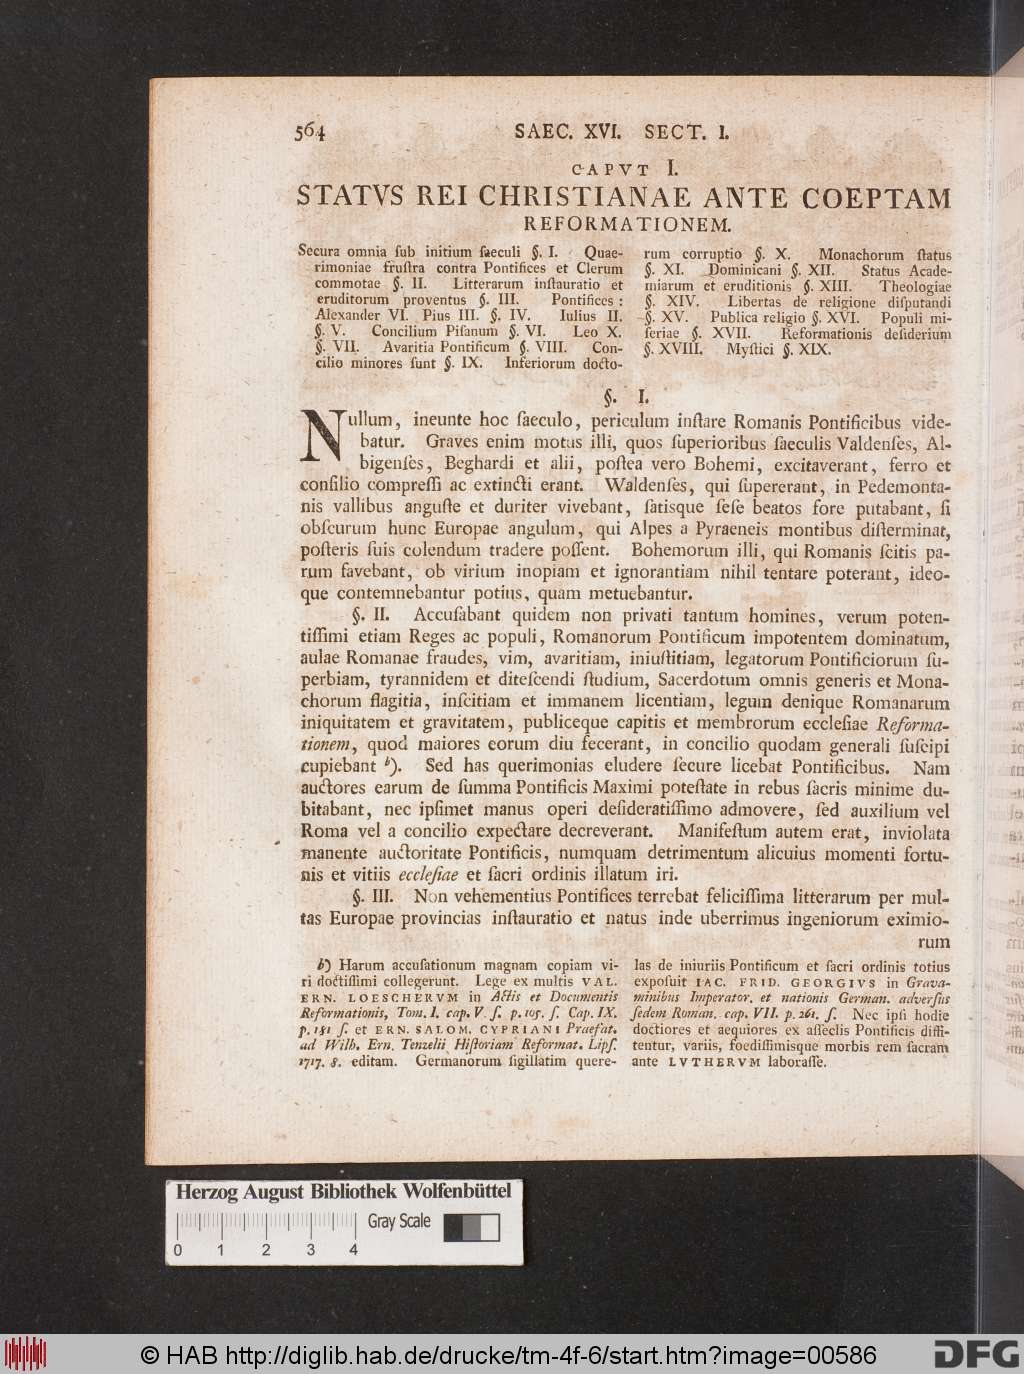 564 SAEC. XVI. SECT. I.
CAPVT I.
STATVS REI CHRISTIANAE ANTE COEPTAM
REFORMATIONEM.
Secura omnia ſub initium ſaeculi §. I. Quae-
rimoniae fruſtra contra Pontifices et Clerum
commotae §. II. Litterarum inſtauratio et
eruditorum proventus §. III. Pontifices:
Alexander VI. Pius III. §. IV. Iulius II.
§. V. Concilium Piſanum §. VI. Leo X.
§. VII. Avaritia Pontificum §. VIII. Con-
cilio minores ſunt §. IX. Inferiorum docto-
rum corruptio §. X. Monachorum ſtatus
§. XI. Dominicani §. XII. Status Acade-
miarum et eruditionis §. XIII. Theologiae
§. XIV. Libertas de religione diſputandi
§. XV. Publica religio §. XVI. Populi mi-
ſeriae §. XVII. Reformationis deſiderium
§. XVIII. Myſtici §. XIX.
§. I.
Nullum, ineunte hoc ſaeculo, periculum inſtare Romanis Pontificibus vide-
batur. Graves enim motus illi, quos ſuperioribus ſaeculis Valdenſes, Al-
bigenſes, Beghardi et alii, poſtea vero Bohemi, excitaverant, ferro et
conſilio compreſſi ac extincti erant. Waldenſes, qui ſupererant, in Pedemonta-
nis vallibus anguſte et duriter vivebant, ſatisque ſeſe beatos fore putabant, ſi
obſcurum hunc Europae angulum, qui Alpes a Pyraeneis montibus diſterminat,
poſteris ſuis colendum tradere poſſent. Bohemorum illi, qui Romanis ſcitis pa-
rum favebant, ob virium inopiam et ignorantiam nihil tentare poterant, ideo-
que contemnebantur potius, quam metuebantur.
§. II. Accuſabant quidem non privati tantum homines, verum poten-
tiſſimi etiam Reges ac populi, Romanorum Pontificum impotentem dominatum,
aulae Romanae fraudes, vim, avaritiam, iniuſtitiam, legatorum Pontificiorum ſu-
perbiam, tyrannidem et diteſcendi ſtudium, Sacerdotum omnis generis et Mona-
chorum flagitia, inſcitiam et immanem licentiam, legum denique Romanarum
iniquitatem et gravitatem, publiceque capitis et membrorum eccleſiae Reforma-
tionem, quod maiores eorum diu fecerant, in concilio quodam generali ſuſcipi
cupiebant b). Sed has querimonias eludere ſecure licebat Pontificibus. Nam
auctores earum de ſumma Pontificis Maximi poteſtate in rebus ſacris minime du-
bitabant, nec ipſimet manus operi deſideratiſſimo admovere, ſed auxilium vel
Roma vel a concilio expectare decreverant. Manifeſtum autem erat, inviolata
manente auctoritate Pontificis, numquam detrimentum alicuius momenti fortu-
nis et vitiis eccleſiae et ſacri ordinis illatum iri.
§. III. Non vehementius Pontifices terrebat feliciſſima litterarum per mul-
tas Europae provincias inſtauratio et natus inde uberrimus ingeniorum eximio-
rum
b) Harum accuſationum magnam copiam vi-
ri doctiſſimi collegerunt. Lege ex multis VAL.
ERN. LOESCHERVM in Actis et Documentis
Reformationis, Tom. I. cap. V. ſ. p. 105. ſ. Cap. IX.
p. 151 ſ. et ERN. SALOM. CYPRIANI Praefat.
ad Wilh. Ern. Tenzelii Hiſtoriam Reformat. Lipſ.
1717. 8. editam. Germanorum ſigillatim quere-
las de iniuriis Pontificum et ſacri ordinis totius
expoſuit IAC. FRID. GEORGIVS in Grava-
minibus Imperator. et nationis German. adverſus
ſedem Roman. cap. VII. p. 261. ſ. Nec ipſi hodie
doctiores et aequiores ex aſſeclis Pontificis diffi-
tentur, variis, foediſſimisque morbis rem ſacram
ante LVTHERVM laboraſſe.
Herzog August Bibliothek Wolfenbüttel
Gray Scale
0 1 2 3 4
© HAB http://diglib.hab.de/drucke/tm-4f-6/start.htm?image=00586
DFG